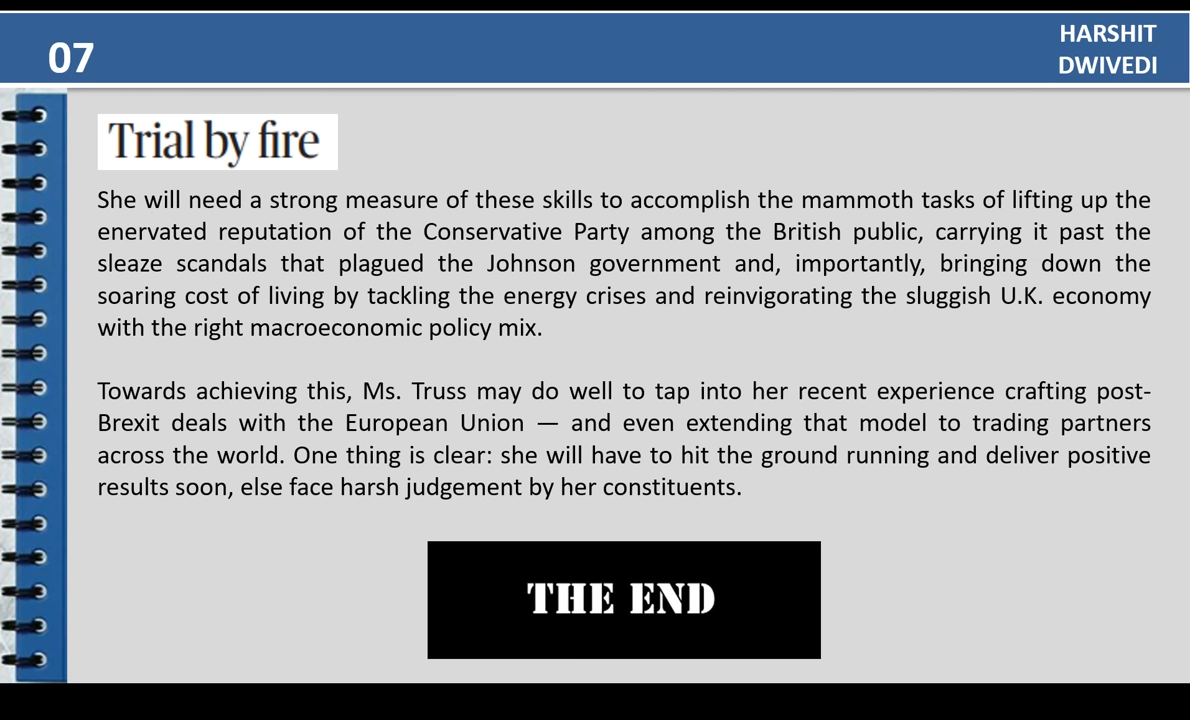 07
HARSHIT
DWIVEDI
Trial by fire
She will need a strong measure of these skills to accomplish the mammoth tasks of lifting up the
enervated reputation of the Conservative Party among the British public, carrying it past the
sleaze scandals that plagued the Johnson government and, importantly, bringing down the
soaring cost of living by tackling the energy crises and reinvigorating the sluggish U.K. economy
with the right macroeconomic policy mix.
Towards achieving this, Ms. Truss may do well to tap into her recent experience crafting post-
Brexit deals with the European Union — and even extending that model to trading partners
across the world. One thing is clear: she will have to hit the ground running and deliver positive
results soon, else face harsh judgement by her constituents.
THE END